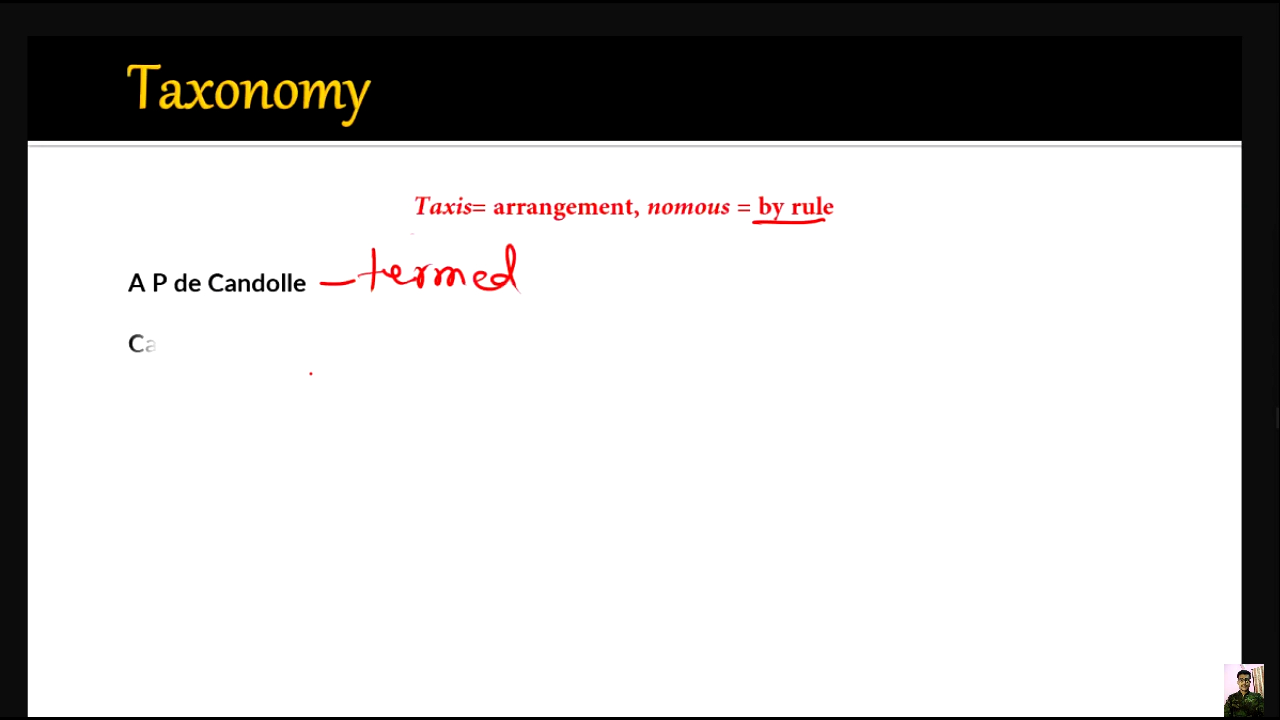 Taxonomy
Taxis= arrangement, nomous = by rule
A P de Candolle – termed
Ca